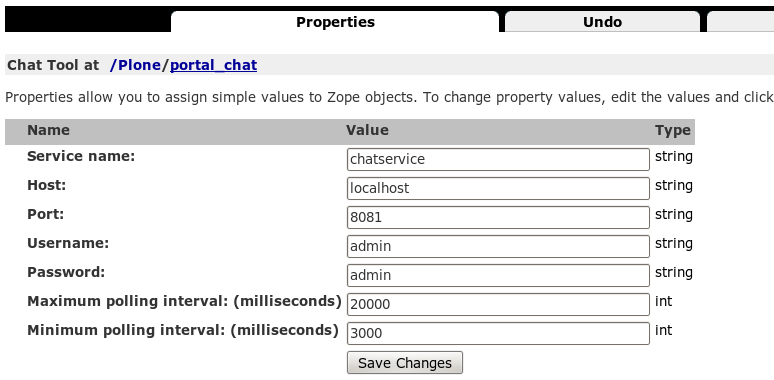 Properties Undo
Chat Tool at /Plone/portal_chat
Properties allow you to assign simple values to Zope objects. To change property values, edit the values and click
Name Value Type
Service name: chatservice string
Host: localhost string
Port: 8081 string
Username: admin string
Password: admin string
Maximum polling interval: (milliseconds) 20000 int
Minimum polling interval: (milliseconds) 3000 int
Save Changes